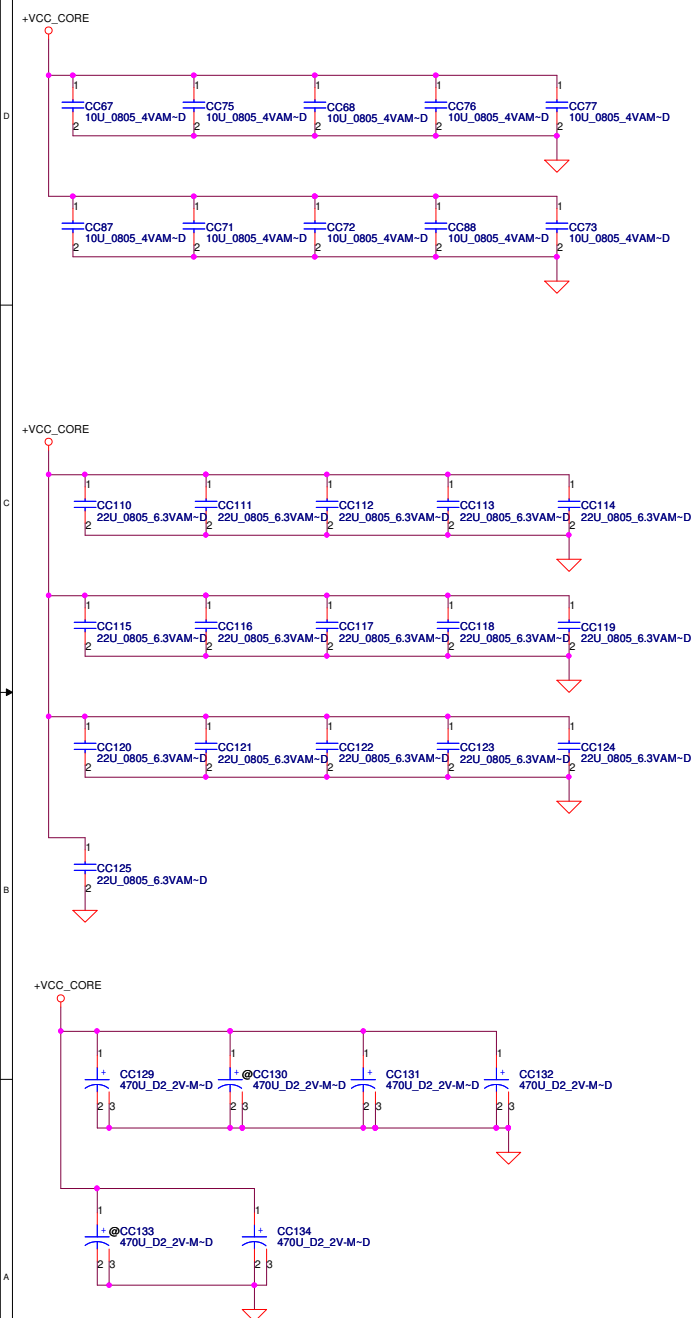 +VCC_CORE
D
1 1 1 1 1
CC67 CC75 CC68 CC76 CC77
10U_0805_4VAM~D 10U_0805_4VAM~D 10U_0805_4VAM~D 10U_0805_4VAM~D 10U_0805_4VAM~D
2 2 2 2 2
1 1 1 1 1
CC87 CC71 CC72 CC88 CC73
10U_0805_4VAM~D 10U_0805_4VAM~D 10U_0805_4VAM~D 10U_0805_4VAM~D 10U_0805_4VAM~D
2 2 2 2 2
+VCC_CORE
1 1 1 1 1
C
CC110 CC111 CC112 CC113 CC114
22U_0805_6.3VAM~D 22U_0805_6.3VAM~D 22U_0805_6.3VAM~D 22U_0805_6.3VAM~D 22U_0805_6.3VAM~D
2 2 2 2 2
1 1 1 1 1
CC115 CC116 CC117 CC118 CC119
22U_0805_6.3VAM~D 22U_0805_6.3VAM~D 22U_0805_6.3VAM~D 22U_0805_6.3VAM~D 22U_0805_6.3VAM~D
2 2 2 2 2
1 1 1 1 1
CC120 CC121 CC122 CC123 CC124
22U_0805_6.3VAM~D 22U_0805_6.3VAM~D 22U_0805_6.3VAM~D 22U_0805_6.3VAM~D 22U_0805_6.3VAM~D
2 2 2 2 2
1
CC125
22U_0805_6.3VAM~D
2
B
+VCC_CORE
1 1 1 1
+ CC129 + @CC130 + CC131 + CC132
470U_D2_2V-M~D 470U_D2_2V-M~D 470U_D2_2V-M~D 470U_D2_2V-M~D
2 3 2 3 2 3 2 3
1 1
+ @CC133 + CC134
470U_D2_2V-M~D 470U_D2_2V-M~D
2 3 2 3
A